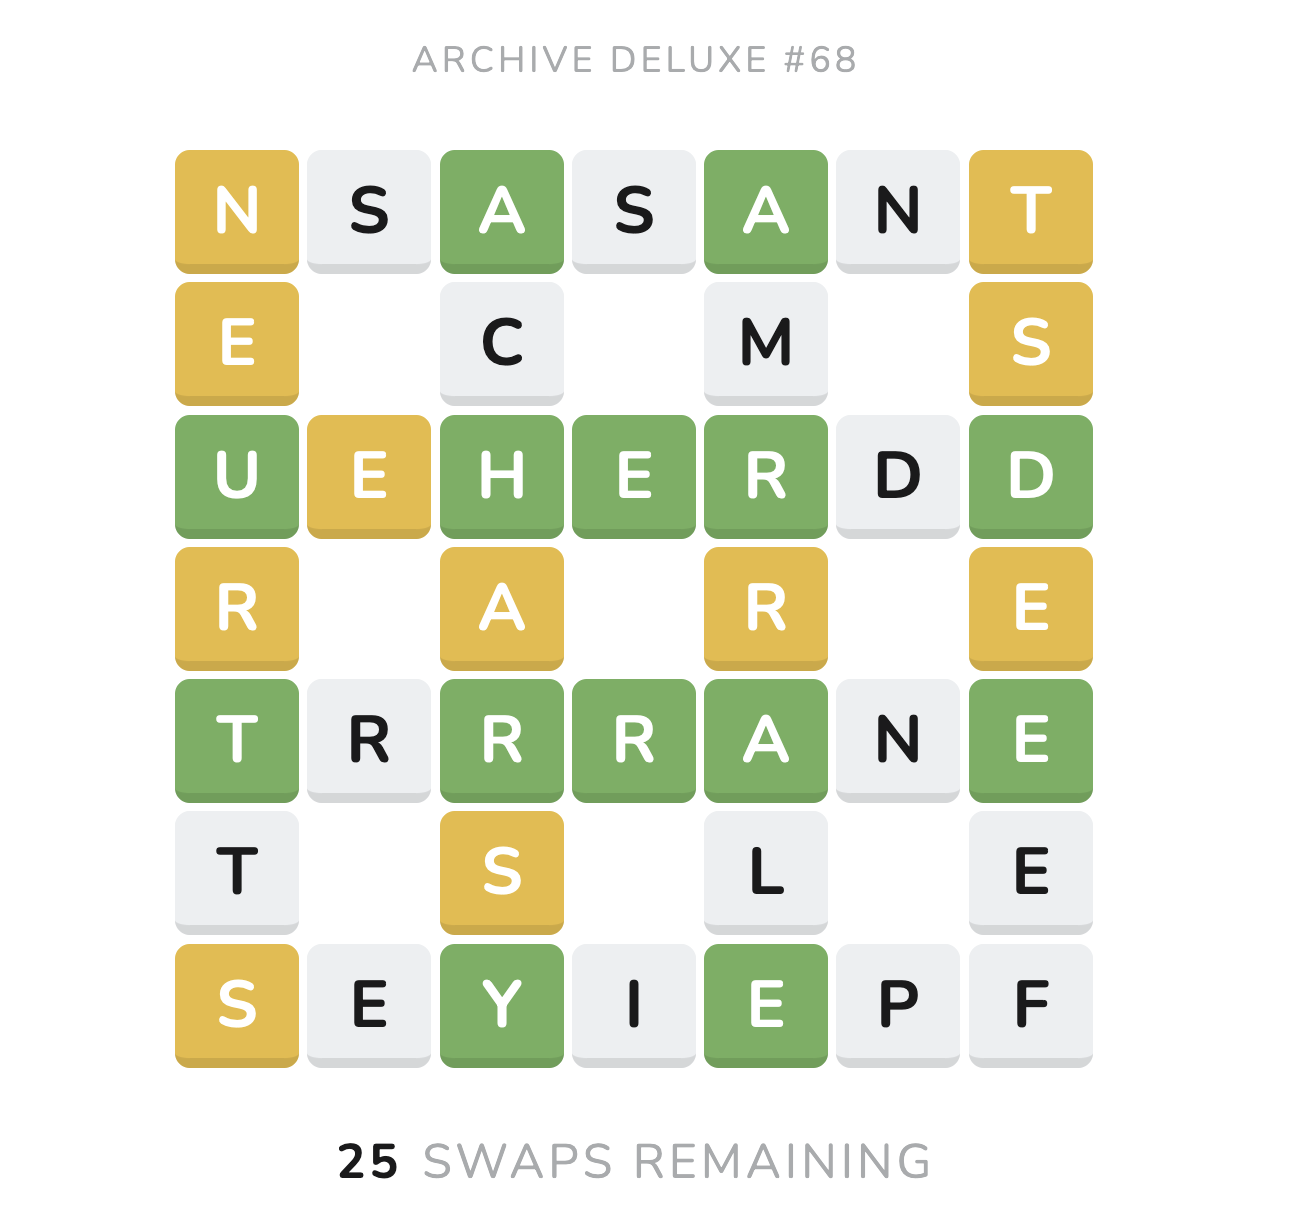 ARCHIVE DELUXE #68
N S A S A N T
E C M S
U E H E R D D
R A R E
T R R R A N E
T S L E
S E Y I E P F
25 SWAPS REMAINING